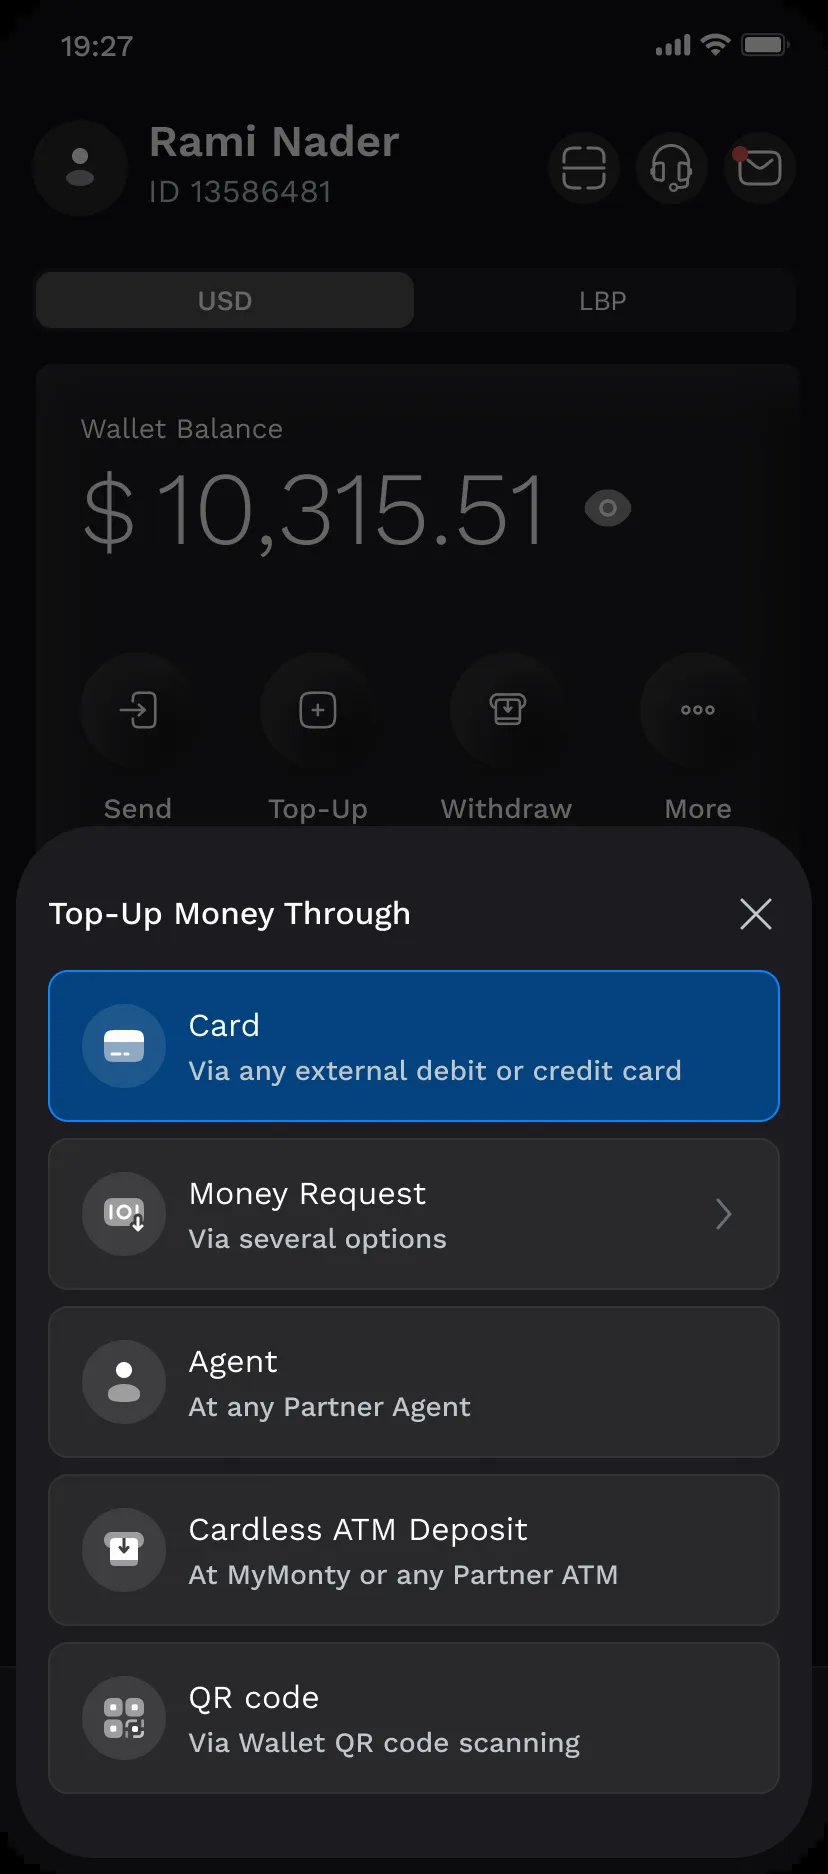 19:27
Rami Nader
ID 13586481
USD
LBP
Wallet Balance
$ 10,315.51
Send
Top-Up
Withdraw
More
Top-Up Money Through
Card
Via any external debit or credit card
Money Request
Via several options
Agent
At any Partner Agent
Cardless ATM Deposit
At MyMonty or any Partner ATM
QR code
Via Wallet QR code scanning